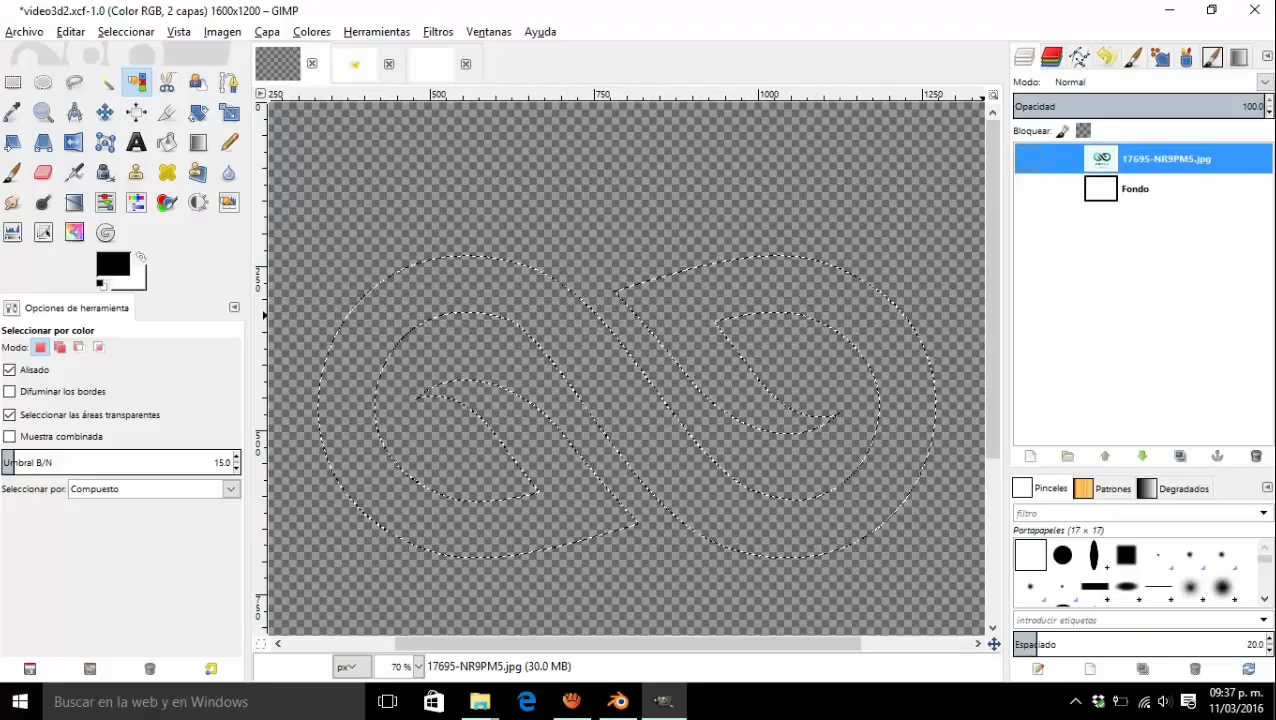 *video3d2.xcf-1.0 (Color RGB, 2 capas) 1600x1200 – GIMP
Archivo Editar Seleccionar Vista Imagen Capa Colores Herramientas Filtros Ventanas Ayuda
Modo: Normal
250 500 750 1000 1250
0
250
500
750
Opacidad 100.0
Bloquear:
17695-NR9PM5.jpg
Fondo
Opciones de herramienta
Seleccionar por color
Modo:
Alisado
Difuminar los bordes
Seleccionar las áreas transparentes
Muestra combinada
Umbral B/N 15.0
Seleccionar por: Compuesto
Pinceles Patrones Degradados
filtro
Portapapeles (17 × 17)
introducir etiquetas
Espaciado 20.0
px 70 % 17695-NR9PM5.jpg (30.0 MB)
Buscar en la web y en Windows
09:37 p. m.
11/03/2016